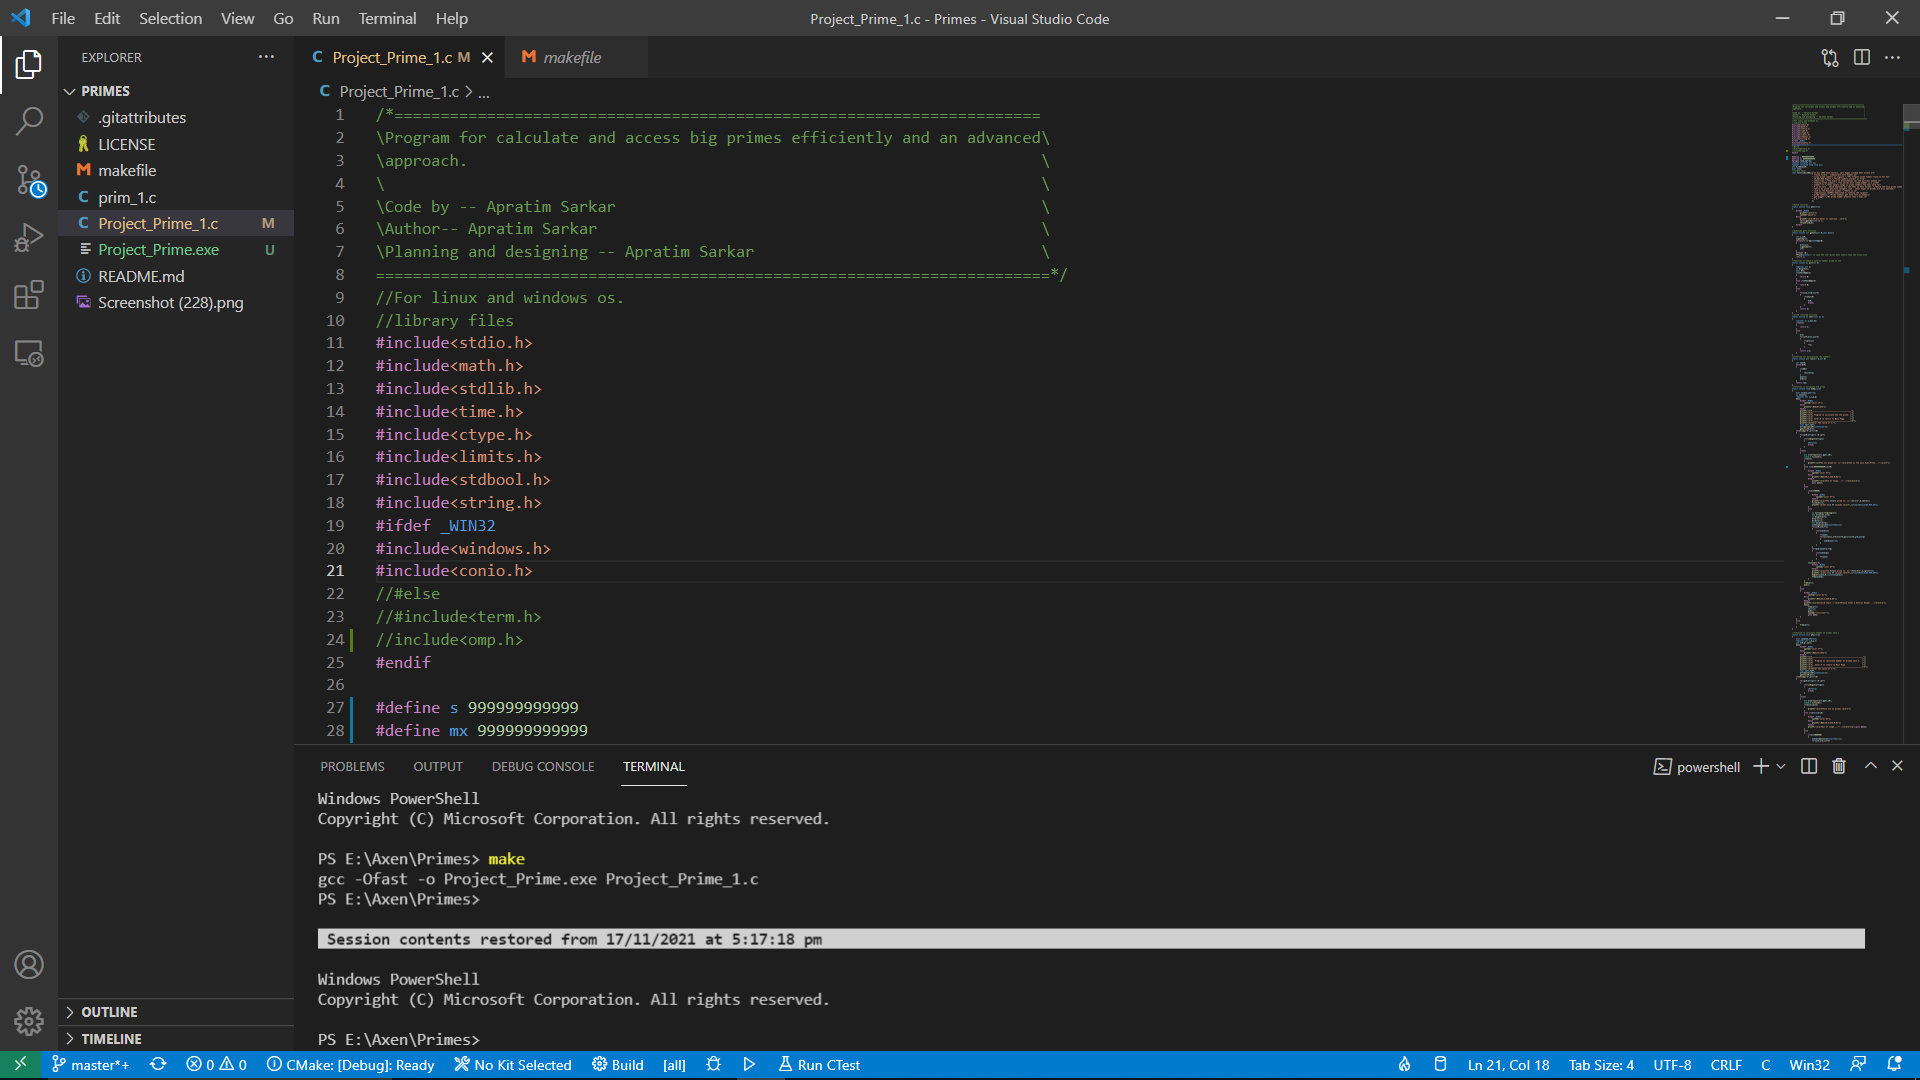 File Edit Selection View Go Run Terminal Help
Project_Prime_1.c - Primes - Visual Studio Code
EXPLORER
PRIMES
.gitattributes
LICENSE
makefile
prim_1.c
Project_Prime_1.c M
Project_Prime.exe U
README.md
Screenshot (228).png
OUTLINE
TIMELINE
C Project_Prime_1.c M
M makefile
C Project_Prime_1.c > ...
1 /*======================================================================
2 \Program for calculate and access big primes efficiently and an advanced\
3 \approach. \
4 \ \
5 \Code by -- Apratim Sarkar \
6 \Author-- Apratim Sarkar \
7 \Planning and designing -- Apratim Sarkar \
8 =========================================================================*/
9 //For linux and windows os.
10 //library files
11 #include<stdio.h>
12 #include<math.h>
13 #include<stdlib.h>
14 #include<time.h>
15 #include<ctype.h>
16 #include<limits.h>
17 #include<stdbool.h>
18 #include<string.h>
19 #ifdef _WIN32
20 #include<windows.h>
21 #include<conio.h>
22 //#else
23 //#include<term.h>
24 //include<omp.h>
25 #endif
26
27 #define s 999999999999
28 #define mx 999999999999
PROBLEMS OUTPUT DEBUG CONSOLE TERMINAL
powershell
Windows PowerShell
Copyright (C) Microsoft Corporation. All rights reserved.
PS E:\Axen\Primes> make
gcc -Ofast -o Project_Prime.exe Project_Prime_1.c
PS E:\Axen\Primes>
Session contents restored from 17/11/2021 at 5:17:18 pm
Windows PowerShell
Copyright (C) Microsoft Corporation. All rights reserved.
PS E:\Axen\Primes>
master*+ 0 0 CMake: [Debug]: Ready No Kit Selected Build [all] Run CTest Ln 21, Col 18 Tab Size: 4 UTF-8 CRLF C Win32